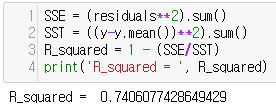 1 SSE = (residuals**2).sum()
2 SST = ((y-y.mean())**2).sum()
3 R_squared = 1 - (SSE/SST)
4 print('R_squared = ', R_squared)
R_squared =  0.7406077428649429